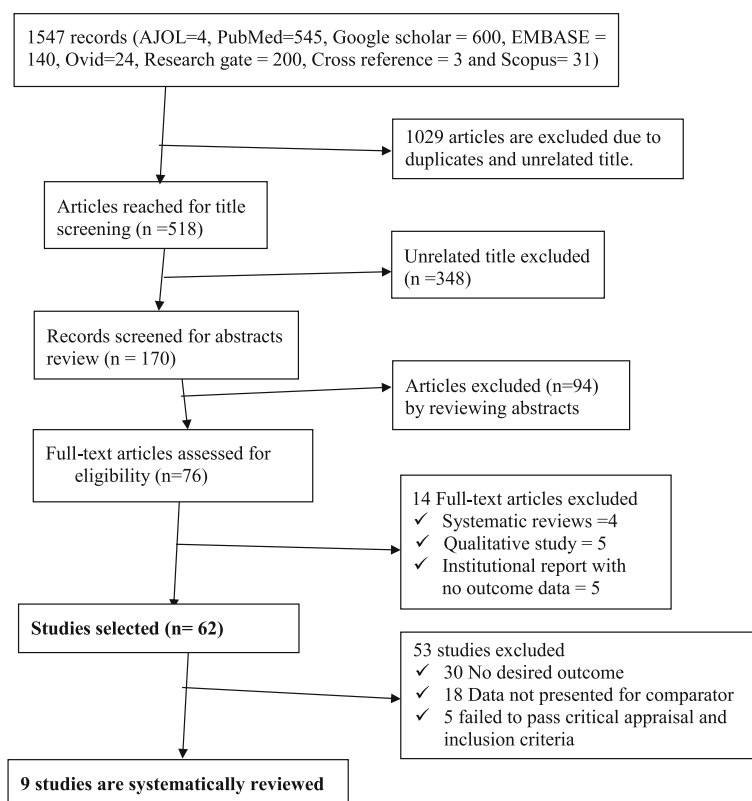 1547 records (AJOL=4, PubMed=545, Google scholar = 600, EMBASE =
140, Ovid=24, Research gate = 200, Cross reference = 3 and Scopus= 31)
1029 articles are excluded due to
duplicates and unrelated title.
Articles reached for title
screening (n =518)
Unrelated title excluded
(n =348)
Records screened for abstracts
review (n = 170)
Articles excluded (n=94)
by reviewing abstracts
Full-text articles assessed for
eligibility (n=76)
14 Full-text articles excluded
✓ Systematic reviews =4
✓ Qualitative study = 5
✓ Institutional report with
no outcome data = 5
Studies selected (n= 62)
53 studies excluded
✓ 30 No desired outcome
✓ 18 Data not presented for comparator
✓ 5 failed to pass critical appraisal and
inclusion criteria
9 studies are systematically reviewed